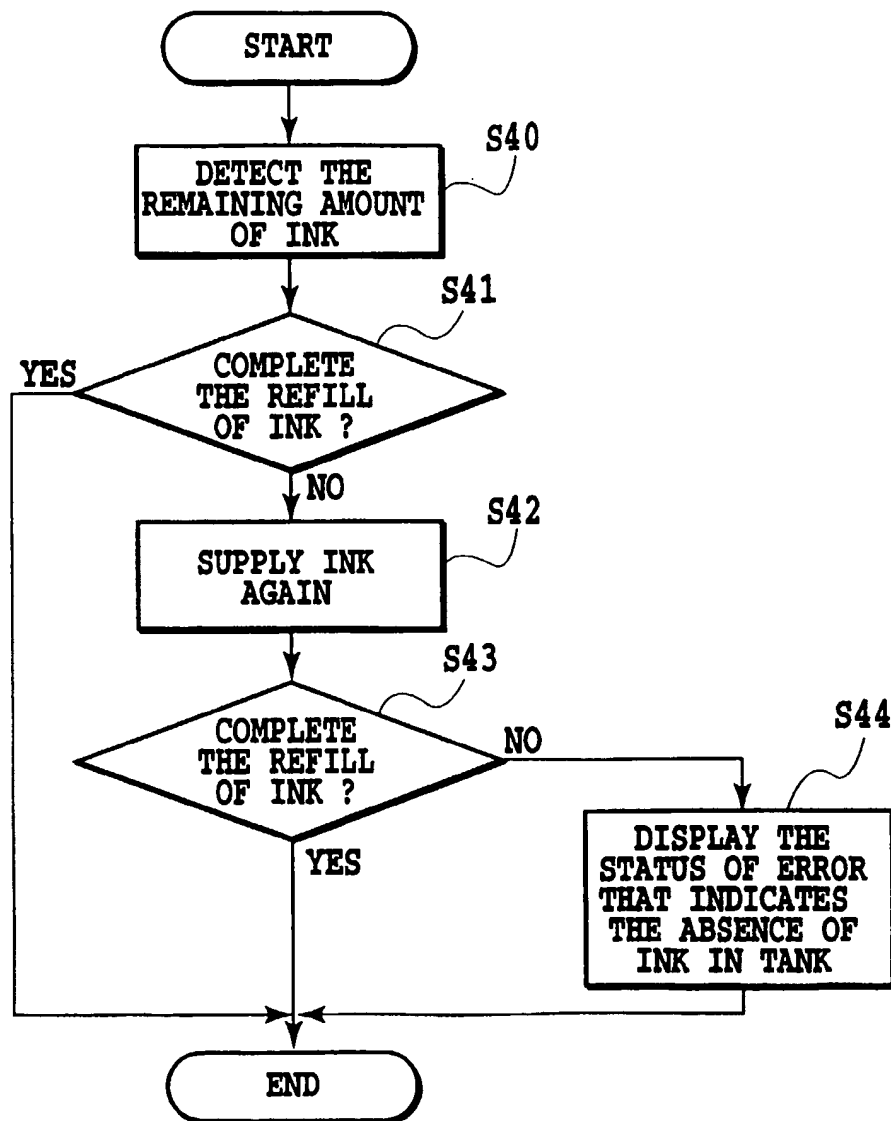 START
S40
DETECT THE
REMAINING AMOUNT
OF INK
S41
YES
COMPLETE
THE REFILL
OF INK ?
NO
S42
SUPPLY INK
AGAIN
S43
COMPLETE
THE REFILL
OF INK ?
NO
S44
YES
DISPLAY THE
STATUS OF ERROR
THAT INDICATES
THE ABSENCE OF
INK IN TANK
END